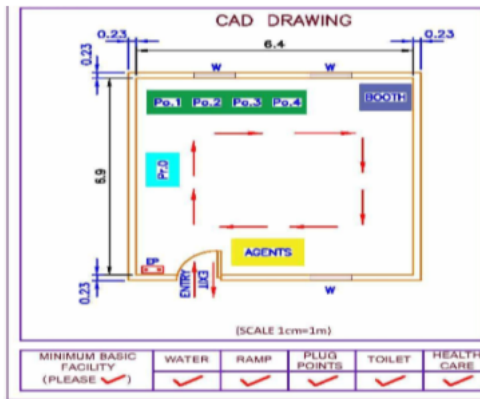 CAD DRAWING
0.23
6.4
0.23
0.23
W
W
Po.1 Po.2 Po.3 Po.4
BOOTH
6.9
Pr.O
AGENTS
EP
ENTRY
EXIT
0.23
W
(SCALE 1cm=1m)
MINIMUM BASIC FACILITY (PLEASE ✓)
WATER
RAMP
PLUG POINTS
TOILET
HEALTH CARE
✓ ✓ ✓ ✓ ✓